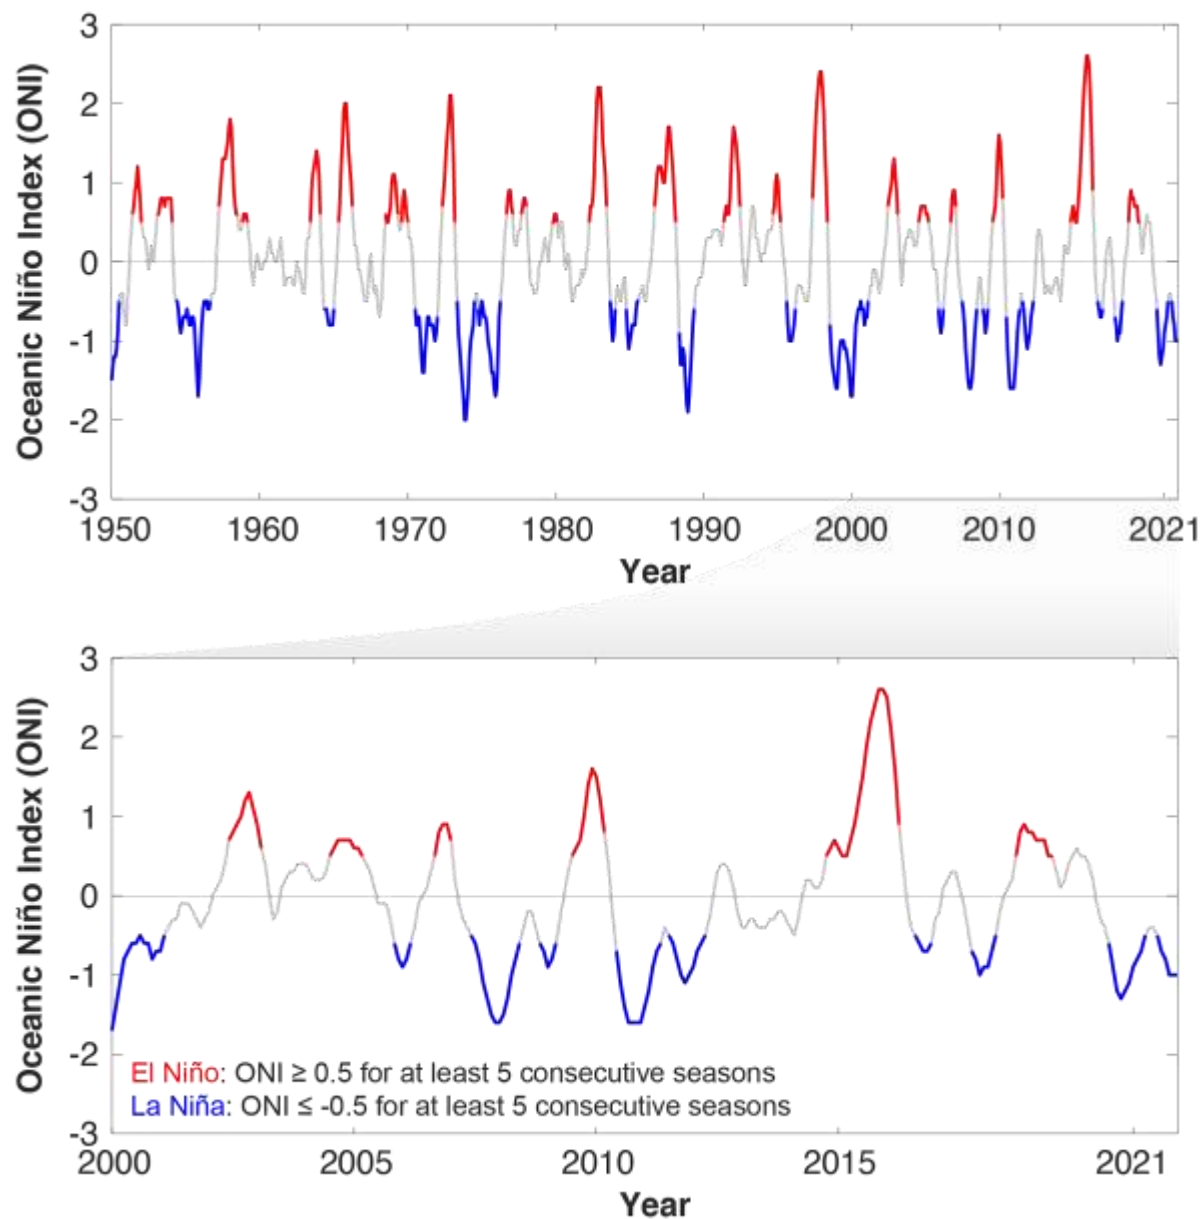 Oceanic Niño Index (ONI)
3
2
1
0
-1
-2
-3
1950 1960 1970 1980 1990 2000 2010 2021
Year
Oceanic Niño Index (ONI)
3
2
1
0
-1
-2
-3
El Niño: ONI ≥ 0.5 for at least 5 consecutive seasons
La Niña: ONI ≤ -0.5 for at least 5 consecutive seasons
2000 2005 2010 2015 2021
Year